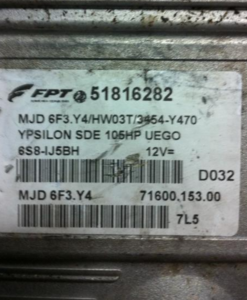 FPT 51816282
MJD 6F3.Y4/HW03T/3454-Y470
YPSILON SDE 105HP UEGO
6S8-IJ5BH 12V=
D032
MJD 6F3.Y4 71600.153.00
7L5